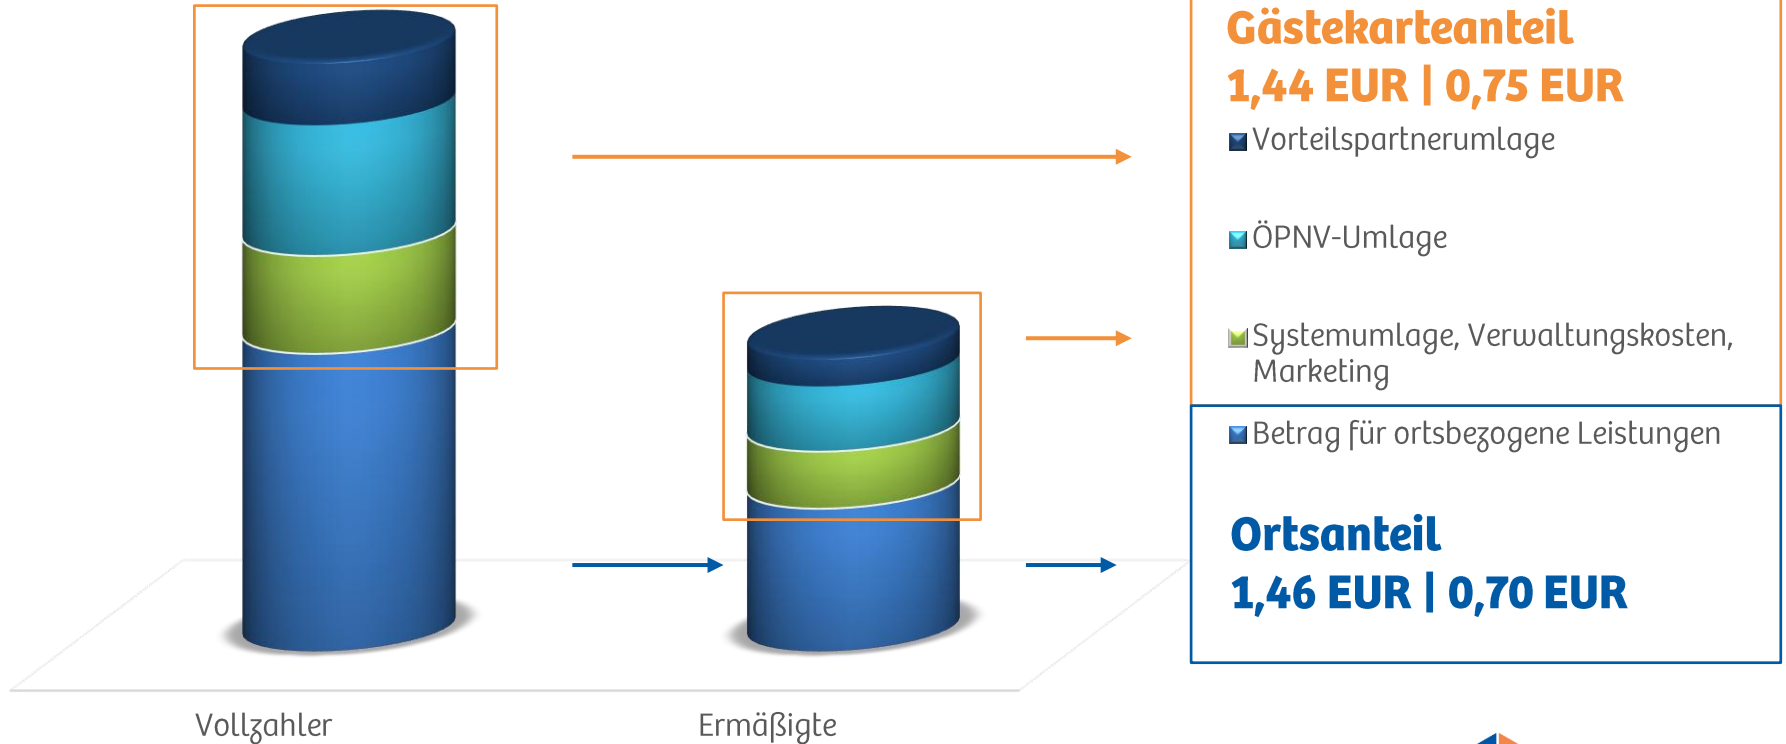 Gästekarteanteil
1,44 EUR | 0,75 EUR
Vorteilspartnerumlage
ÖPNV-Umlage
Systemumlage, Verwaltungskosten,
Marketing
Betrag für ortsbezogene Leistungen
Ortsanteil
1,46 EUR | 0,70 EUR
Vollzahler
Ermäßigte